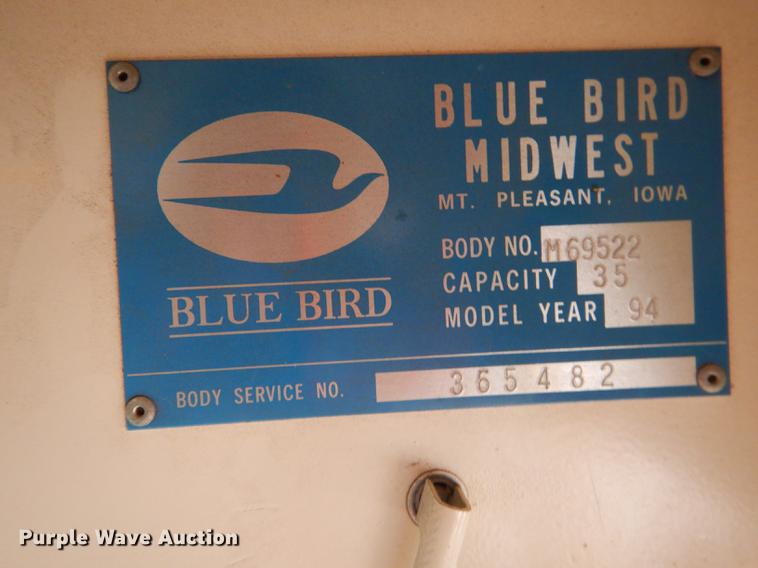 BLUE BIRD
MIDWEST
MT. PLEASANT, IOWA
BODY NO. M69522
CAPACITY 35
MODEL YEAR 94
BLUE BIRD
BODY SERVICE NO. 365482
Purple Wave Auction